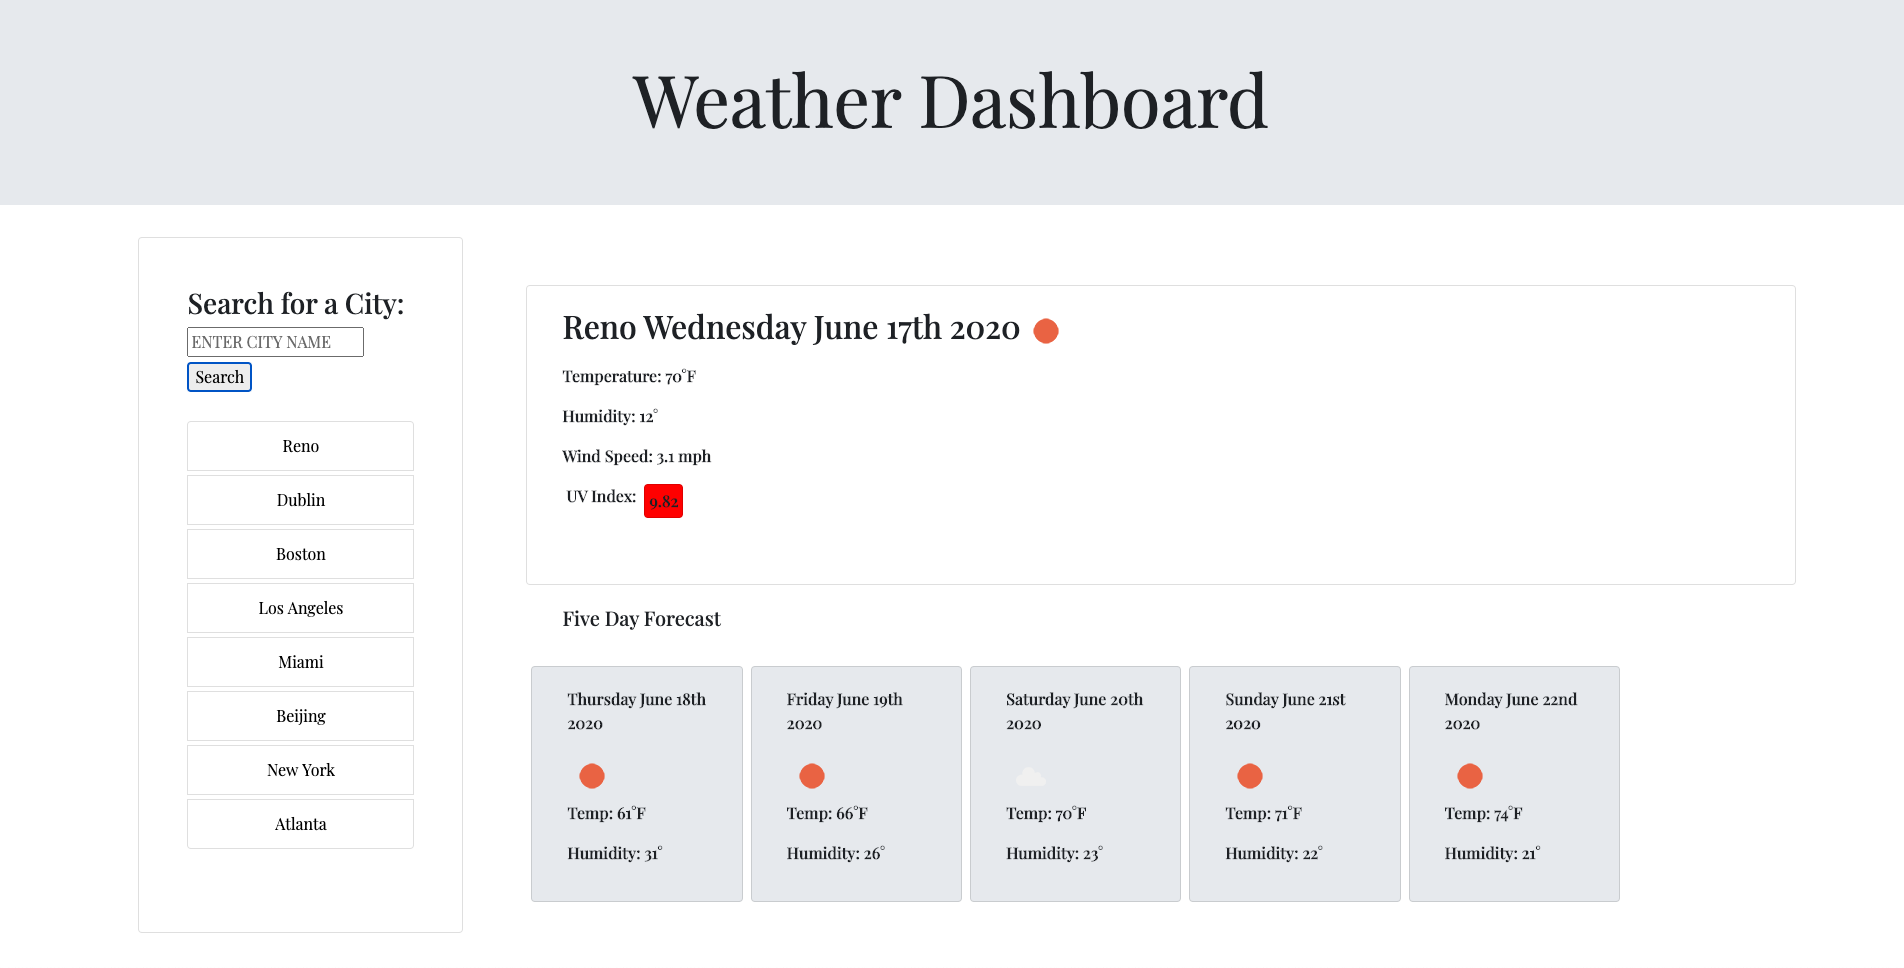 Weather Dashboard
Search for a City:
ENTER CITY NAME
Search
Reno
Dublin
Boston
Los Angeles
Miami
Beijing
New York
Atlanta
Reno Wednesday June 17th 2020
Temperature: 70°F
Humidity: 12°
Wind Speed: 3.1 mph
UV Index: 9.82
Five Day Forecast
Thursday June 18th
2020
Temp: 61°F
Humidity: 31°
Friday June 19th
2020
Temp: 66°F
Humidity: 26°
Saturday June 20th
2020
Temp: 70°F
Humidity: 23°
Sunday June 21st
2020
Temp: 71°F
Humidity: 22°
Monday June 22nd
2020
Temp: 74°F
Humidity: 21°